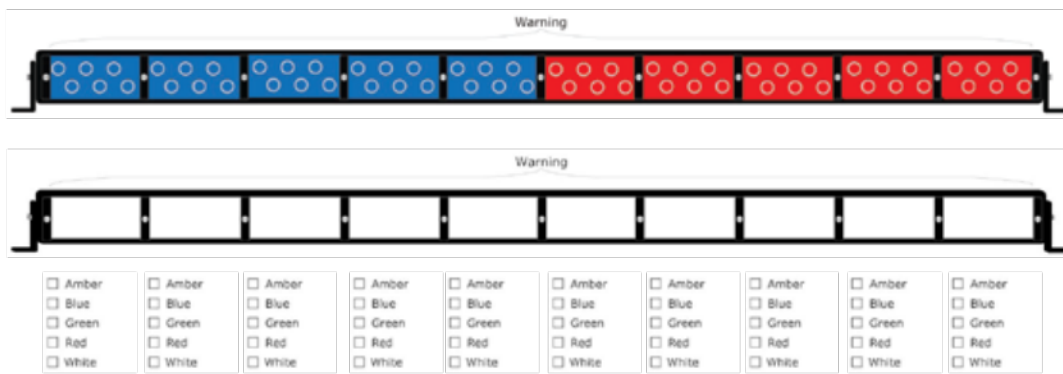 Warning
Warning
Amber Amber Amber Amber Amber Amber Amber Amber Amber Amber
Blue Blue Blue Blue Blue Blue Blue Blue Blue Blue
Green Green Green Green Green Green Green Green Green Green
Red Red Red Red Red Red Red Red Red Red
White White White White White White White White White White